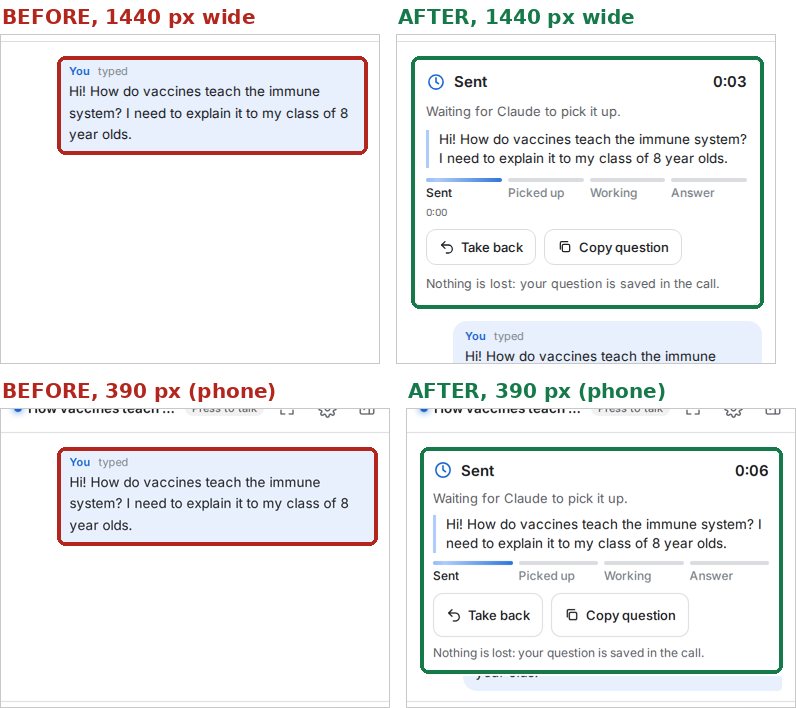 BEFORE, 1440 px wide
You typed
Hi! How do vaccines teach the immune
system? I need to explain it to my class of 8
year olds.
AFTER, 1440 px wide
Sent 0:03
Waiting for Claude to pick it up.
Hi! How do vaccines teach the immune system?
I need to explain it to my class of 8 year olds.
Sent Picked up Working Answer
0:00
Take back Copy question
Nothing is lost: your question is saved in the call.
You typed
Hi! How do vaccines teach the immune
BEFORE, 390 px (phone)
How vaccines teach ... Press to talk
You typed
Hi! How do vaccines teach the immune
system? I need to explain it to my class of 8
year olds.
AFTER, 390 px (phone)
How vaccines teach ... Press to talk
Sent 0:06
Waiting for Claude to pick it up.
Hi! How do vaccines teach the immune system? I
need to explain it to my class of 8 year olds.
Sent Picked up Working Answer
Take back Copy question
Nothing is lost: your question is saved in the call.
year olds.